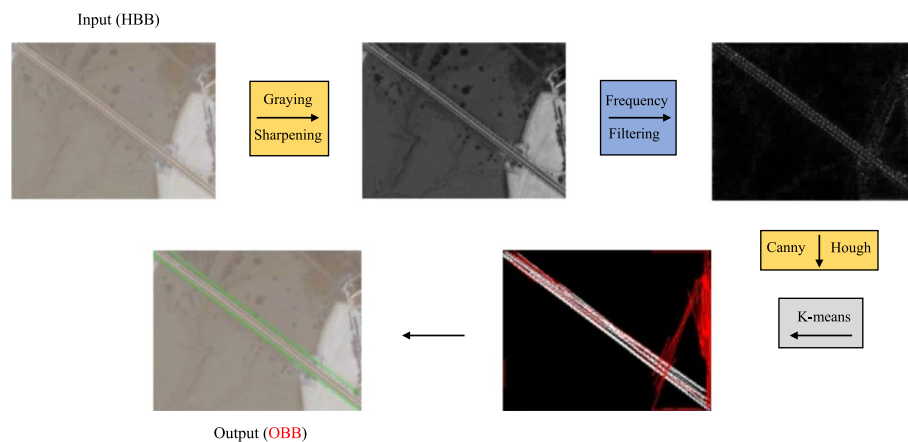 Input (HBB)
Graying
Sharpening
Frequency
Filtering
Canny Hough
K-means
Output (OBB)